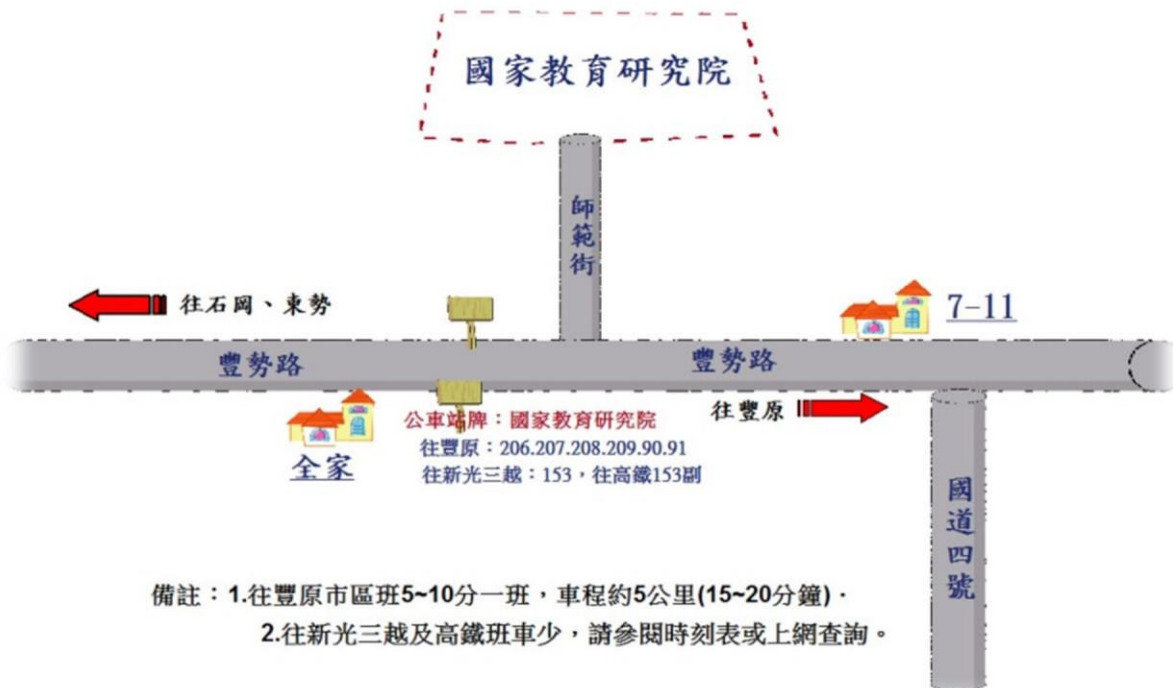 國家教育研究院
師範街
往石岡、東勢
7-11
豐勢路
豐勢路
往豐原
全家
公車站牌：國家教育研究院
往豐原：206.207.208.209.90.91
往新光三越：153，往高鐵153副
國道四號
備註：1.往豐原市區班5~10分一班，車程約5公里(15~20分鐘)．
2.往新光三越及高鐵班車少，請參閱時刻表或上網查詢。